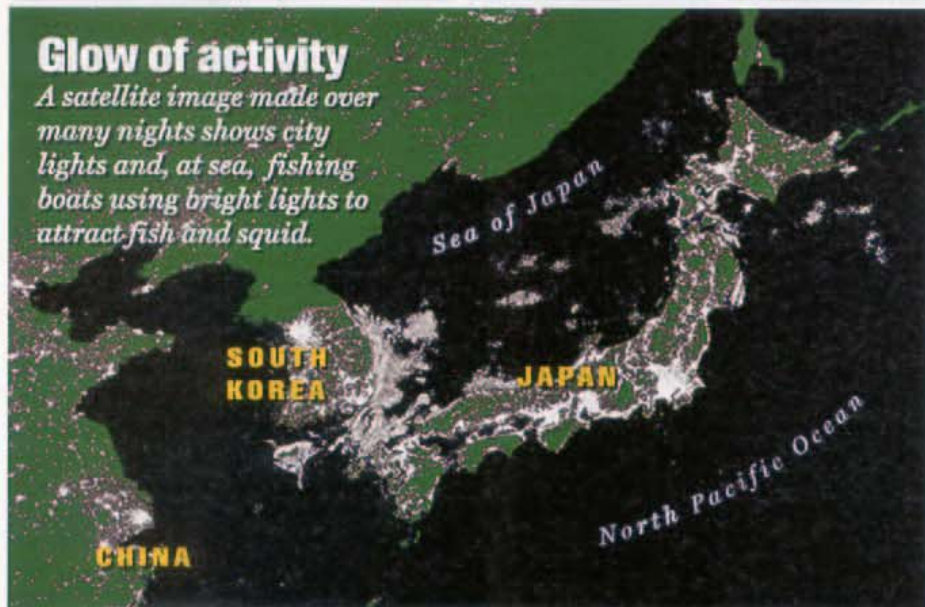 Glow of activity
A satellite image made over
many nights shows city
lights and, at sea, fishing
boats using bright lights to
attract fish and squid.
Sea of Japan
SOUTH
KOREA
JAPAN
North Pacific Ocean
CHINA